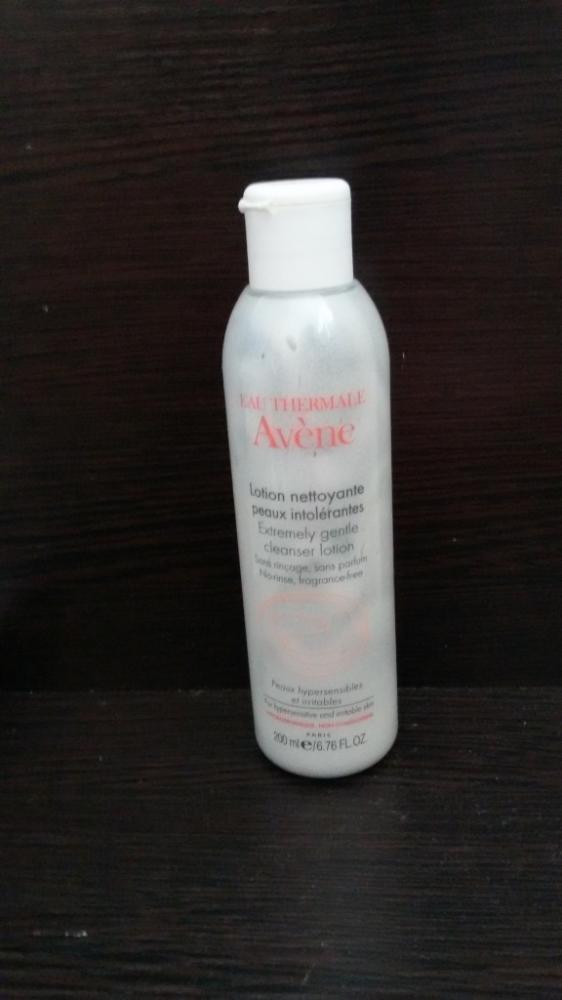 EAU THERMALE
Avène
Lotion nettoyante
peaux intolérantes
Extremely gentle
cleanser lotion
Sans rinçage, sans parfum
No-rinse, fragrance-free
Peaux hypersensibles
et irritables
For hypersensitive and irritable skin
PARIS
200 ml e/6.76 FL.OZ.